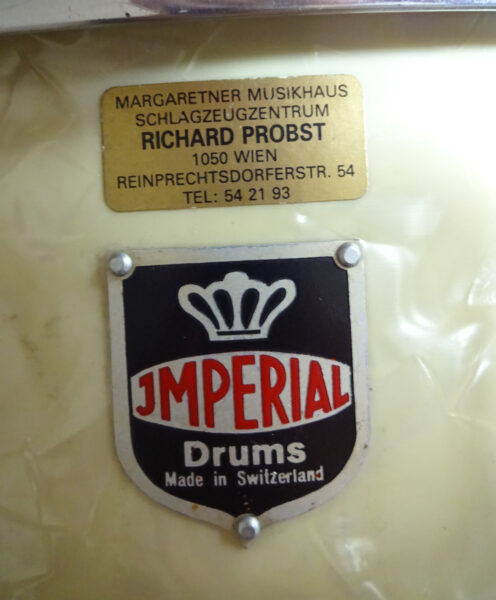 MARGARETNER MUSIKHAUS
SCHLAGZEUGZENTRUM
RICHARD PROBST
1050 WIEN
REINPRECHTSDORFERSTR. 54
TEL: 54 21 93
JMPERIAL
Drums
Made in Switzerland